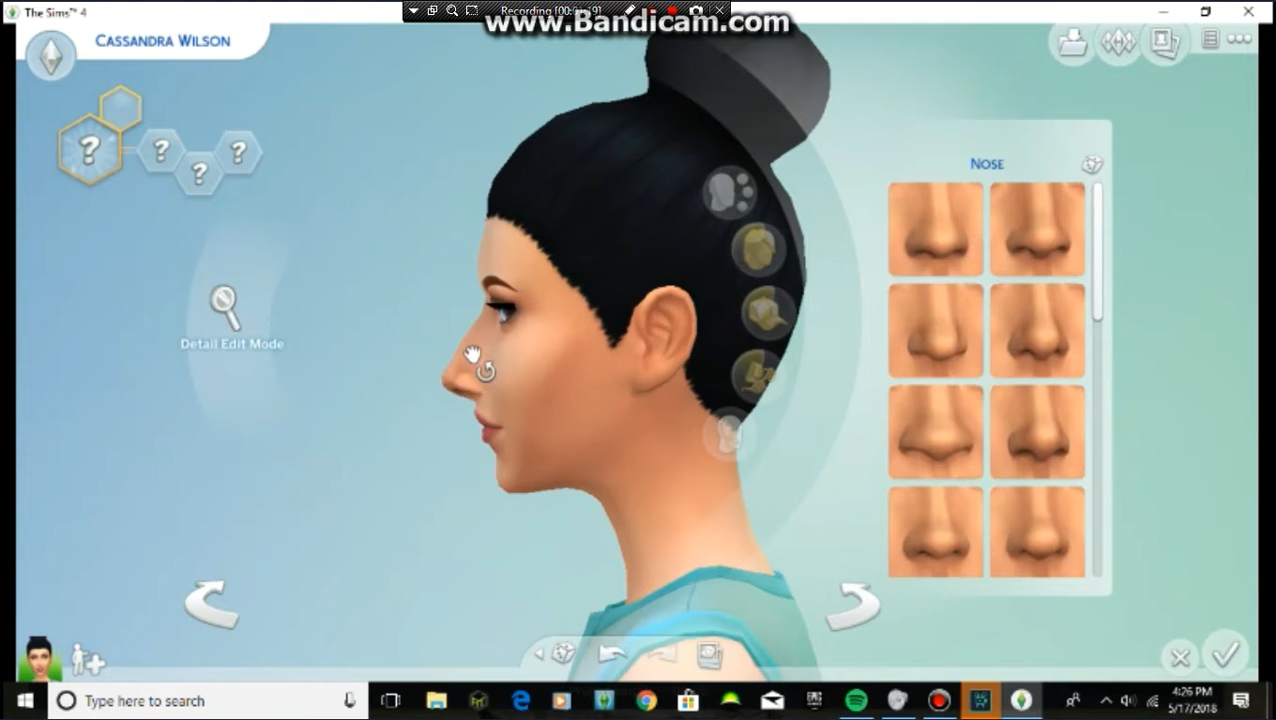 The Sims™ 4
Recording
www.Bandicam.com
CASSANDRA WILSON
?
? ? ?
NOSE
Detail Edit Mode
Type here to search
4:26 PM
5/17/2018